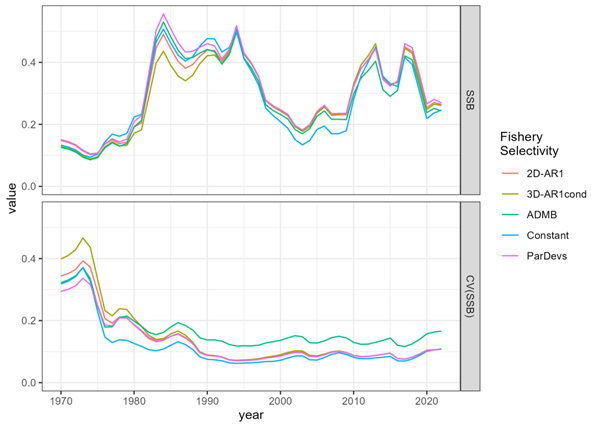 0.4
0.2
0.0
SSB
value
0.4
0.2
0.0
CV(SSB)
1970 1980 1990 2000 2010 2020
year
Fishery
Selectivity
2D-AR1
3D-AR1cond
ADMB
Constant
ParDevs